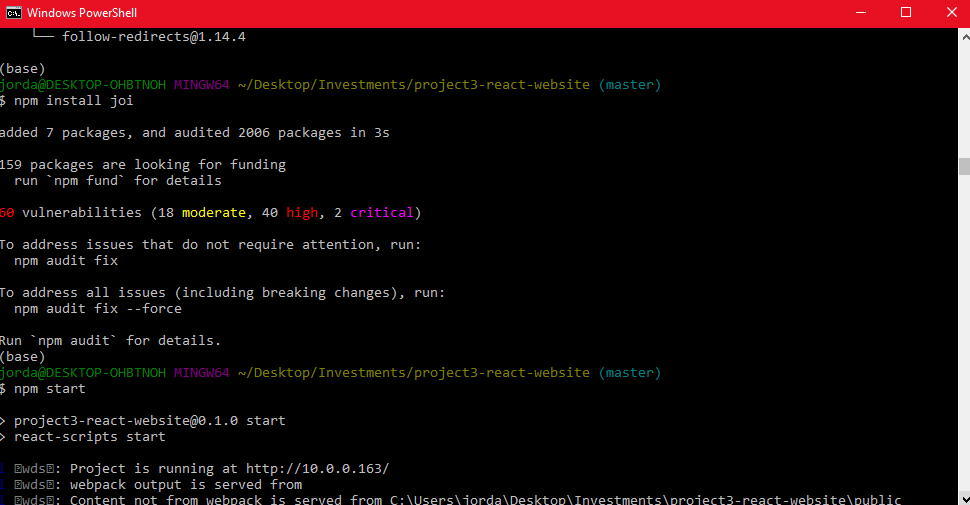 Windows PowerShell
└── follow-redirects@1.14.4
(base)
jorda@DESKTOP-OHBTNOH MINGW64 ~/Desktop/Investments/project3-react-website (master)
$ npm install joi
added 7 packages, and audited 2006 packages in 3s
159 packages are looking for funding
run `npm fund` for details
60 vulnerabilities (18 moderate, 40 high, 2 critical)
To address issues that do not require attention, run:
npm audit fix
To address all issues (including breaking changes), run:
npm audit fix --force
Run `npm audit` for details.
(base)
jorda@DESKTOP-OHBTNOH MINGW64 ~/Desktop/Investments/project3-react-website (master)
$ npm start
> project3-react-website@0.1.0 start
> react-scripts start
「wds」: Project is running at http://10.0.0.163/
「wds」: webpack output is served from
「wds」: Content not from webpack is served from C:\Users\jorda\Desktop\Investments\project3-react-website\public